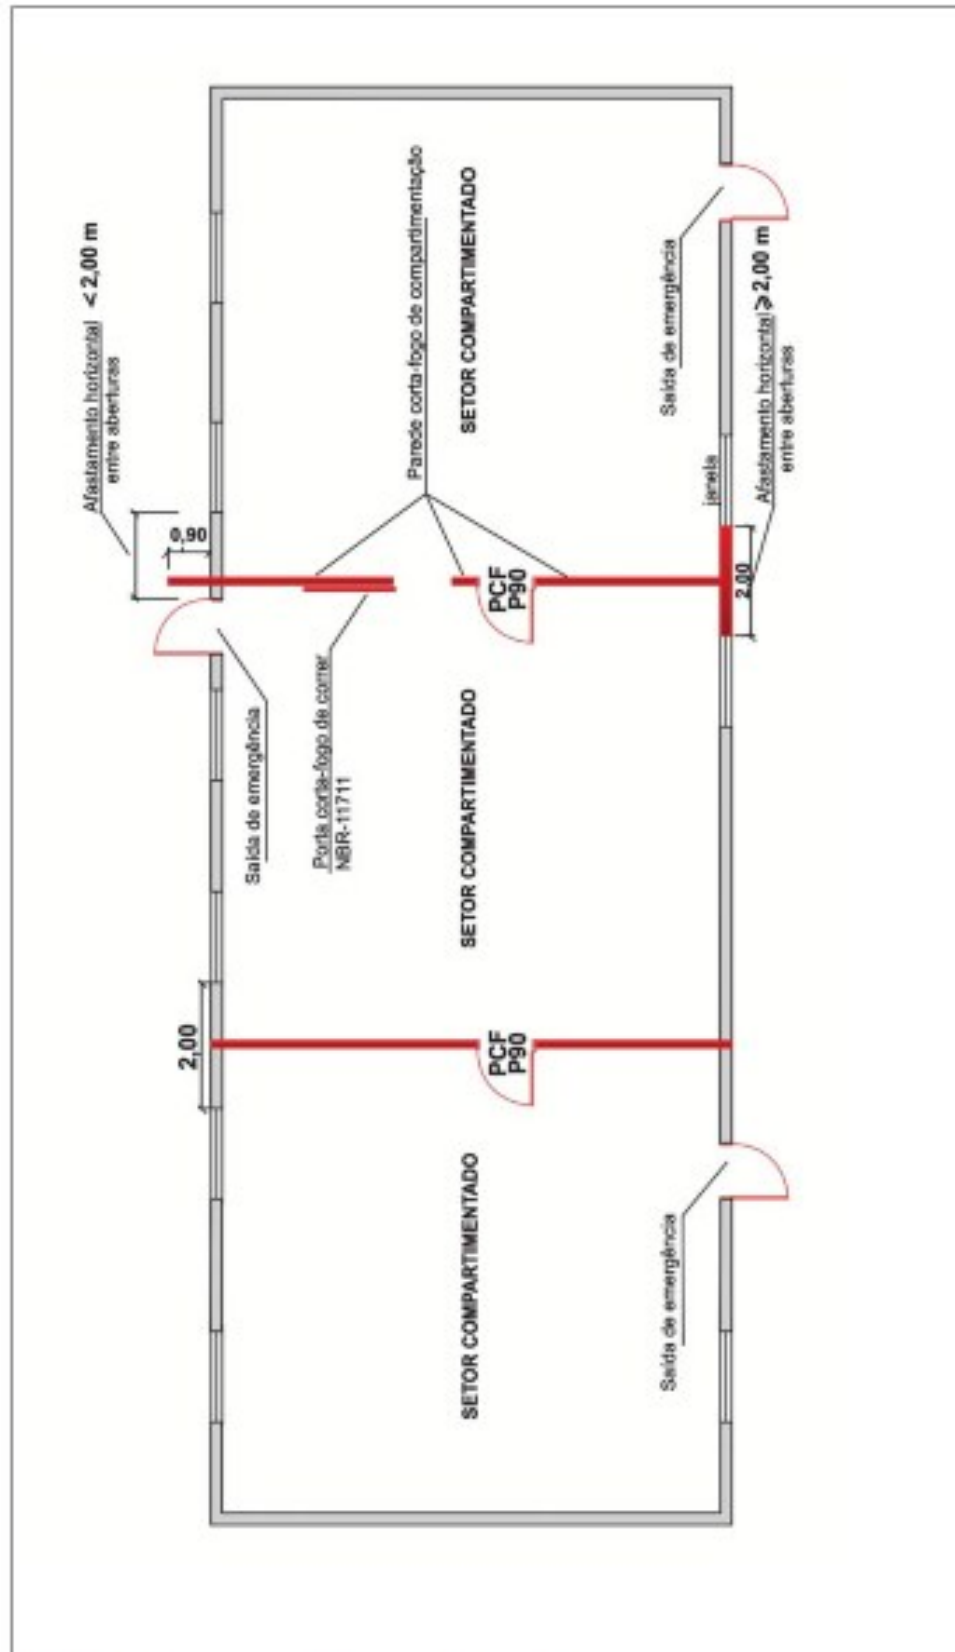 Afastamento horizontal < 2,00 m
entre aberturas
0,90
Saída de emergência
Porta corta-fogo de correr
NBR-11711
Parede corta-fogo de compartimentação
2,00
SETOR COMPARTIMENTADO
SETOR COMPARTIMENTADO
SETOR COMPARTIMENTADO
PCF
P90
PCF
P90
Saída de emergência
Saída de emergência
janela
2,00
Afastamento horizontal ⩾ 2,00 m
entre aberturas